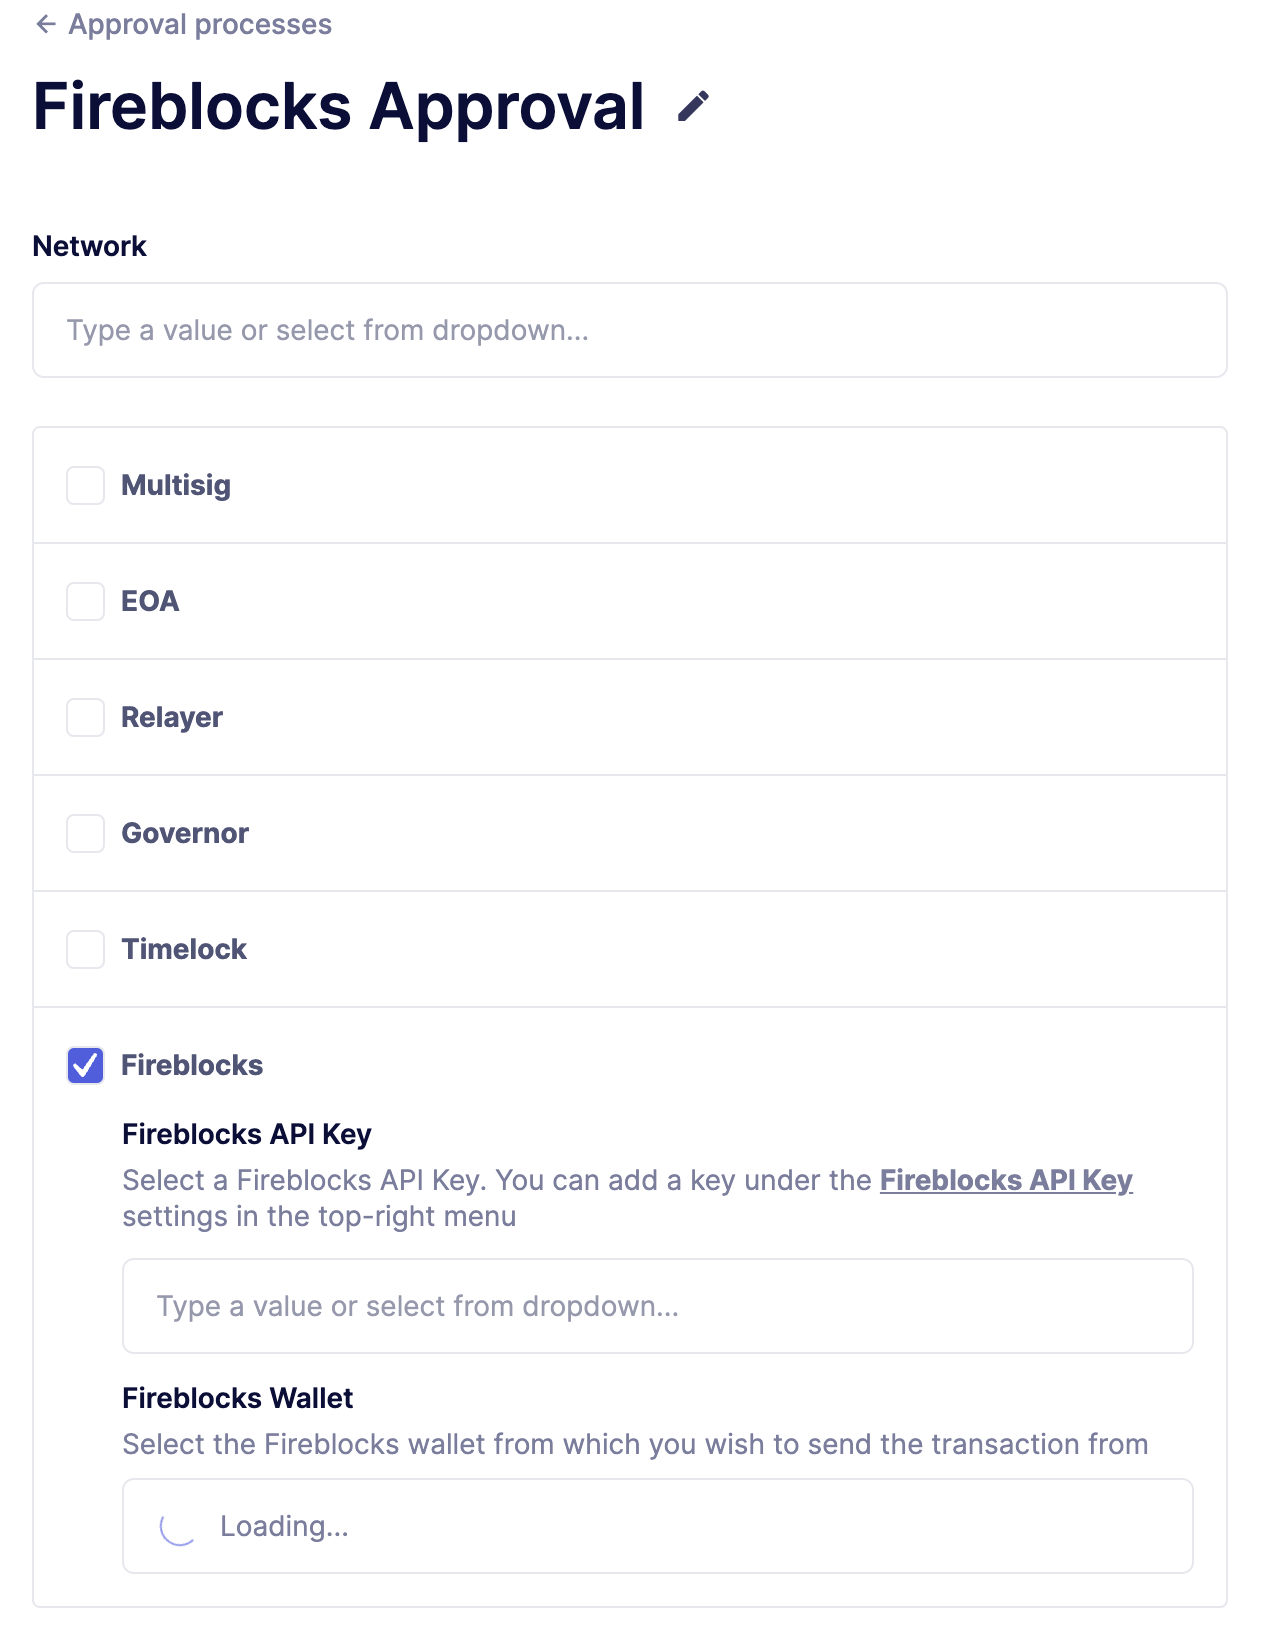 ← Approval processes
Fireblocks Approval
Network
Type a value or select from dropdown...
Multisig
EOA
Relayer
Governor
Timelock
Fireblocks
Fireblocks API Key
Select a Fireblocks API Key. You can add a key under the Fireblocks API Key
settings in the top-right menu
Type a value or select from dropdown...
Fireblocks Wallet
Select the Fireblocks wallet from which you wish to send the transaction from
Loading...